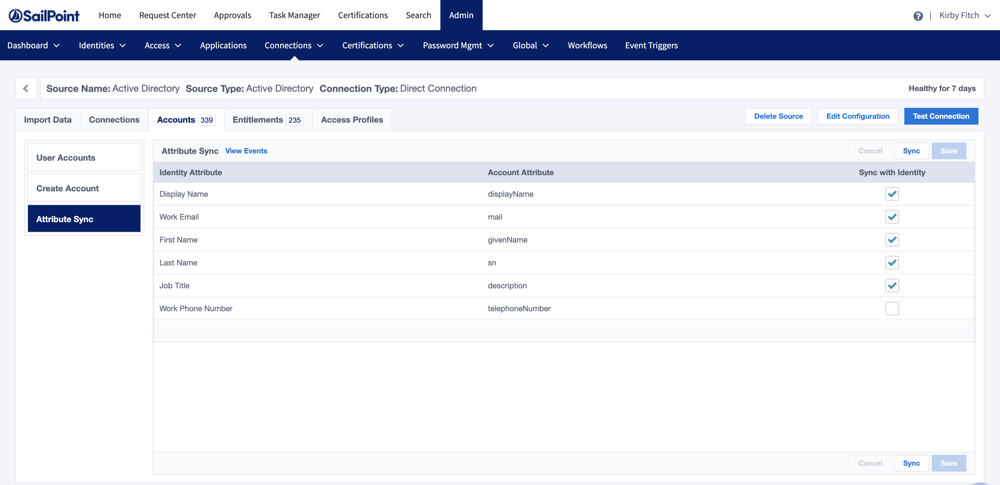 SailPoint Home Request Center Approvals Task Manager Certifications Search Admin Kirby Fitch
Dashboard Identities Access Applications Connections Certifications Password Mgmt Global Workflows Event Triggers
Source Name: Active Directory Source Type: Active Directory Connection Type: Direct Connection Healthy for 7 days
Import Data Connections Accounts 339 Entitlements 235 Access Profiles Delete Source Edit Configuration Test Connection
User Accounts
Create Account
Attribute Sync
Attribute Sync View Events Cancel Sync Save
Identity Attribute Account Attribute Sync with Identity
Display Name displayName
Work Email mail
First Name givenName
Last Name sn
Job Title description
Work Phone Number telephoneNumber
Cancel Sync Save